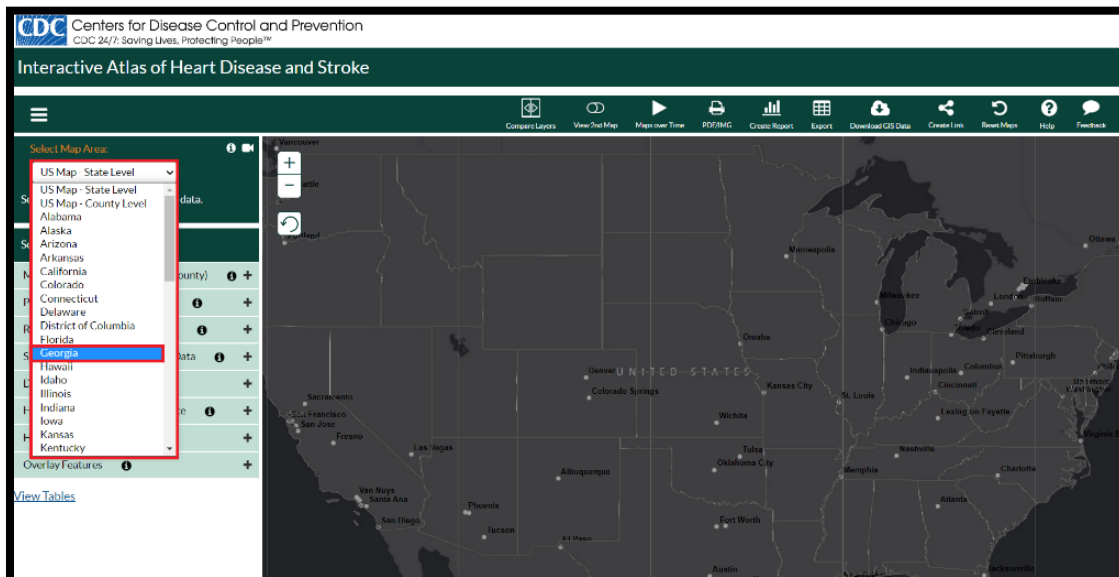 CDC Centers for Disease Control and Prevention
CDC 24/7: Saving Lives, Protecting People™
Interactive Atlas of Heart Disease and Stroke
Compare Layers View 2nd Map Maps over Time PDF/IMG Create Report Export Download GIS Data Create Link Reset Maps Help Feedback
Select Map Area:
US Map - State Level
US Map - State Level
US Map - County Level
data.
Alabama
Alaska
Arizona
Arkansas
California
ounty)
Colorado
Connecticut
Delaware
District of Columbia
Florida
Georgia
Data
Hawaii
Idaho
Illinois
Indiana
Iowa
Kansas
Kentucky
Overlay Features
View Tables
Vancouver
attle
Portland
Minneapolis
Ottawa
Etobicoke
Milwaukee
London
Buffalo
Detroit
Chicago
Toledo
Cleveland
Omaha
Pittsburgh
Denver
UNITED STATES
Indianapolis
Columbus
Colorado Springs
Kansas City
Cincinnati
Sacramento
St. Louis
San Francisco
San Jose
Wichita
Lexington Fayette
Fresno
Las Vegas
Tulsa
Nashville
Albuquerque
Oklahoma City
Memphis
Charlotte
Van Nuys
Santa Ana
Phoenix
Atlanta
San Diego
Fort Worth
Tucson
El Paso
Austin
Jacksonville